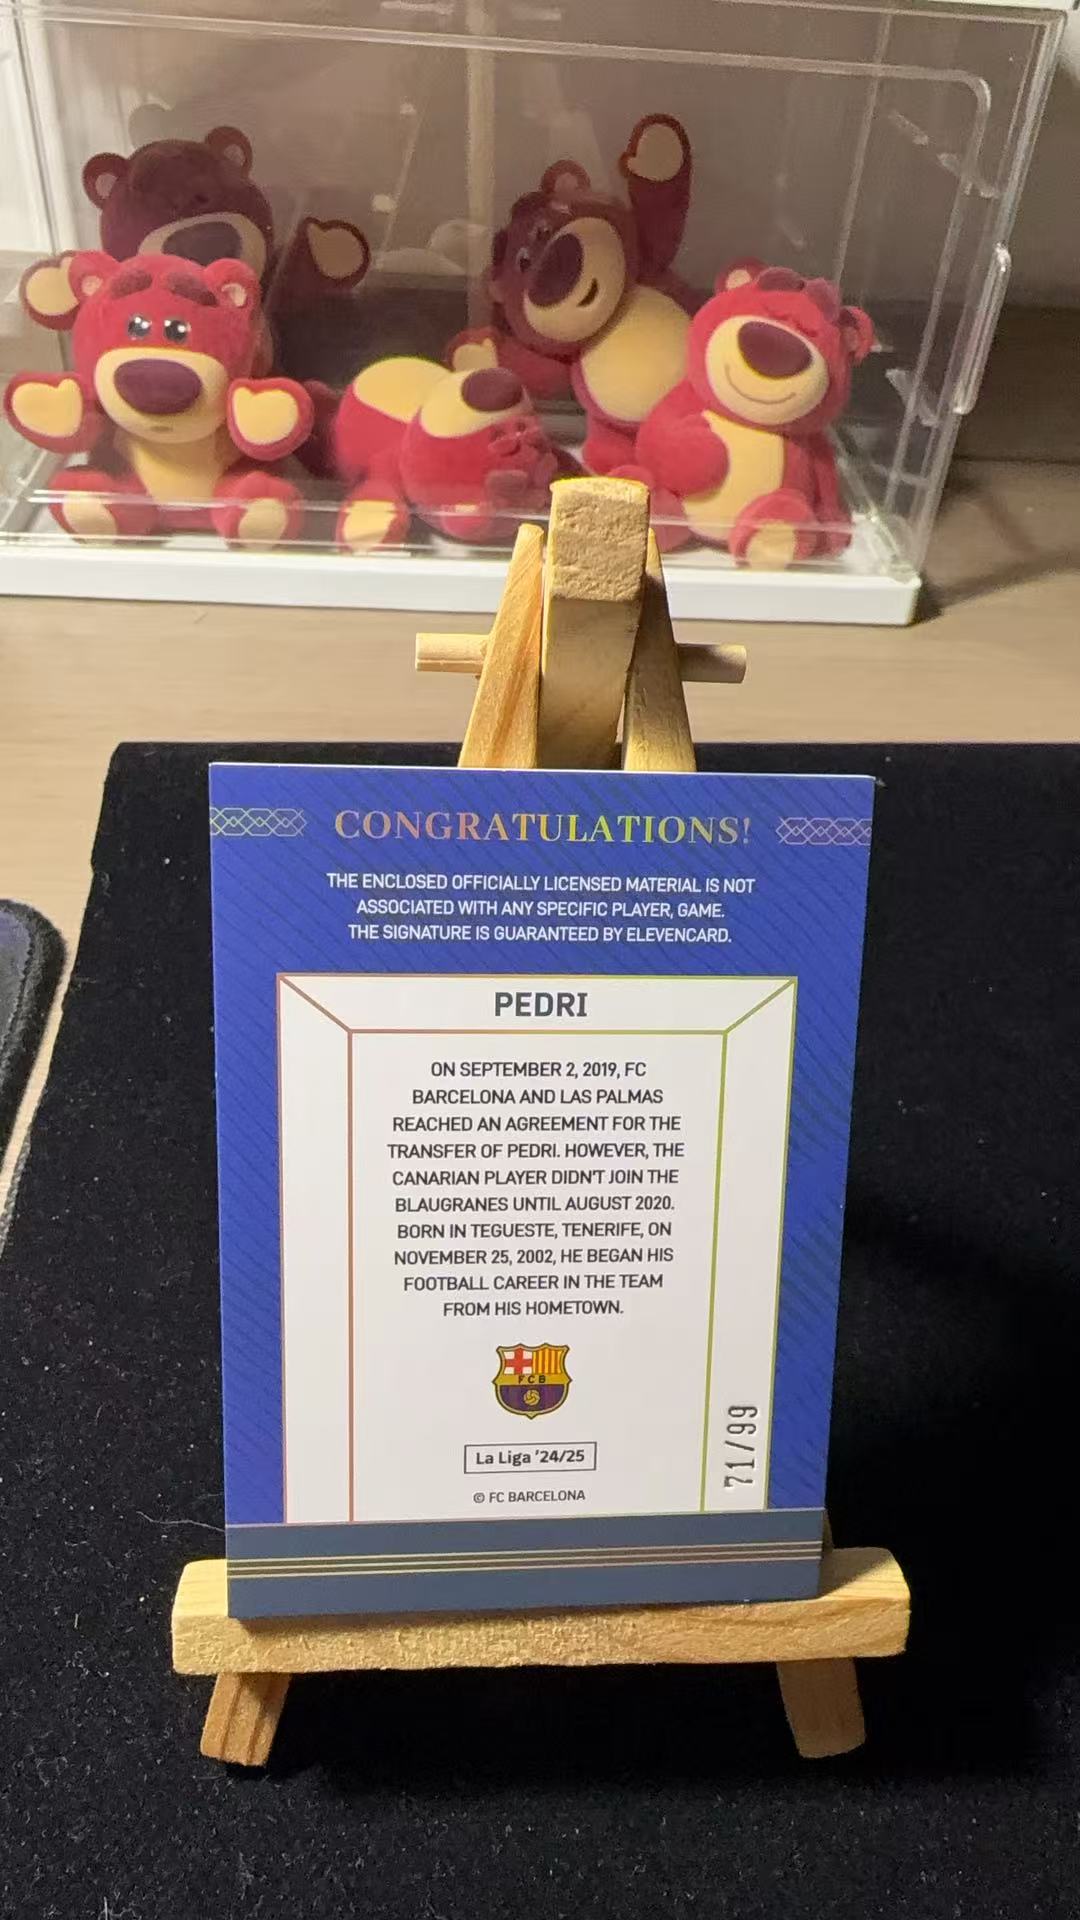 CONGRATULATIONS!
THE ENCLOSED OFFICIALLY LICENSED MATERIAL IS NOT
ASSOCIATED WITH ANY SPECIFIC PLAYER, GAME.
THE SIGNATURE IS GUARANTEED BY ELEVENCARD.
PEDRI
ON SEPTEMBER 2, 2019, FC
BARCELONA AND LAS PALMAS
REACHED AN AGREEMENT FOR THE
TRANSFER OF PEDRI. HOWEVER, THE
CANARIAN PLAYER DIDN'T JOIN THE
BLAUGRANES UNTIL AUGUST 2020.
BORN IN TEGUESTE, TENERIFE, ON
NOVEMBER 25, 2002, HE BEGAN HIS
FOOTBALL CAREER IN THE TEAM
FROM HIS HOMETOWN.
FCB
La Liga '24/25
© FC BARCELONA
71/99